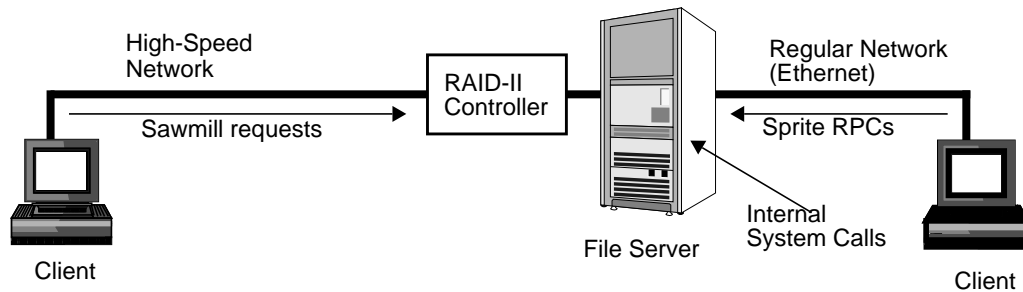 High-Speed
Network
Sawmill requests
Client
RAID-II
Controller
File Server
Regular Network
(Ethernet)
Sprite RPCs
Internal
System Calls
Client